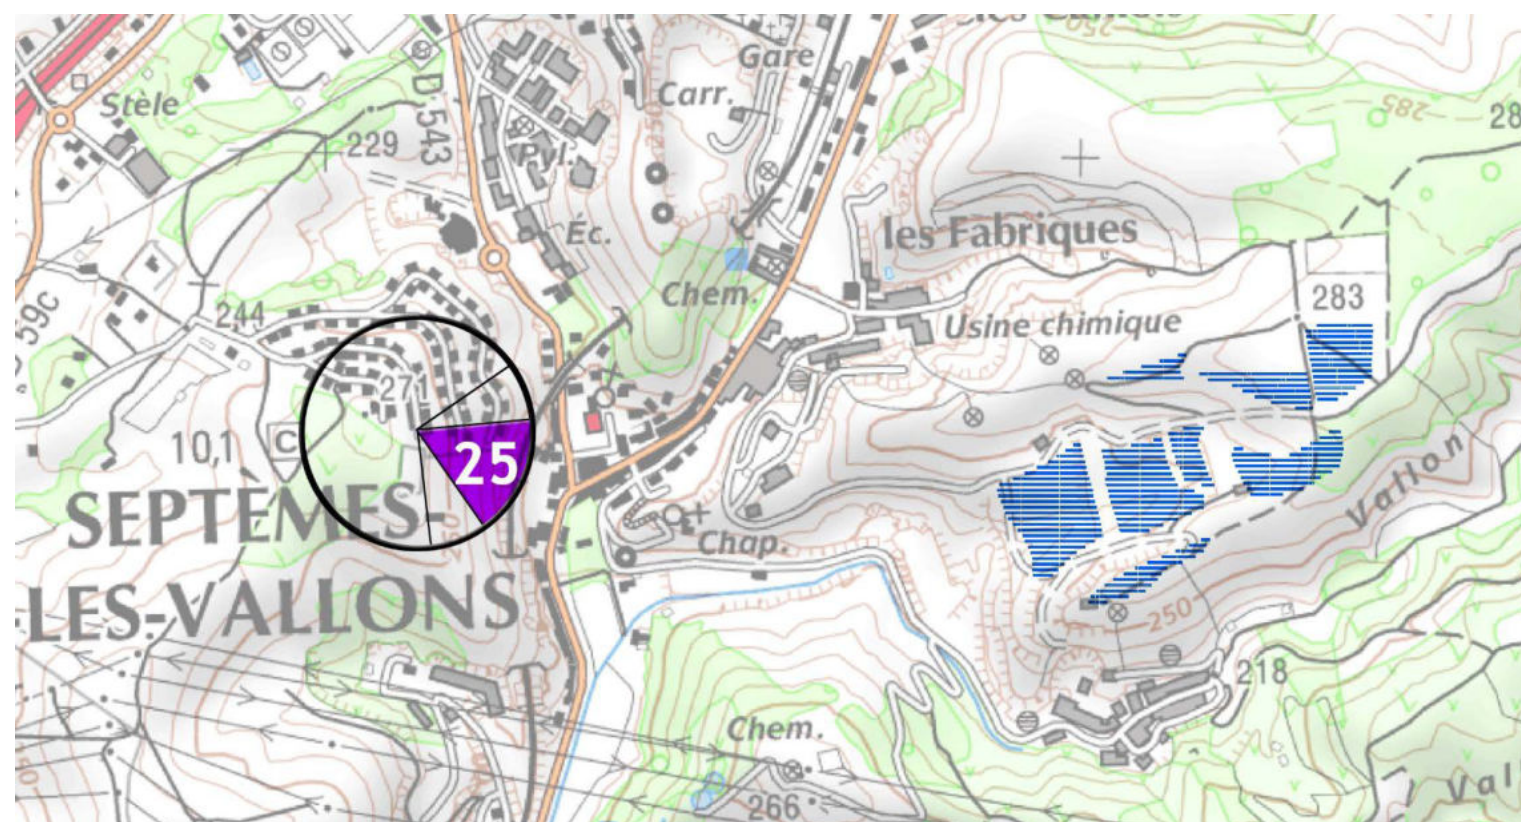 Gare
Carr.
Stèle
D.543
229
Pyl.
285
Éc.
les Fabriques
Chem.
283
244
Usine chimique
C
10,1
25
Vallon
SEPTÈMES-
Chap.
LES-VALLONS
250
218
Chem.
266